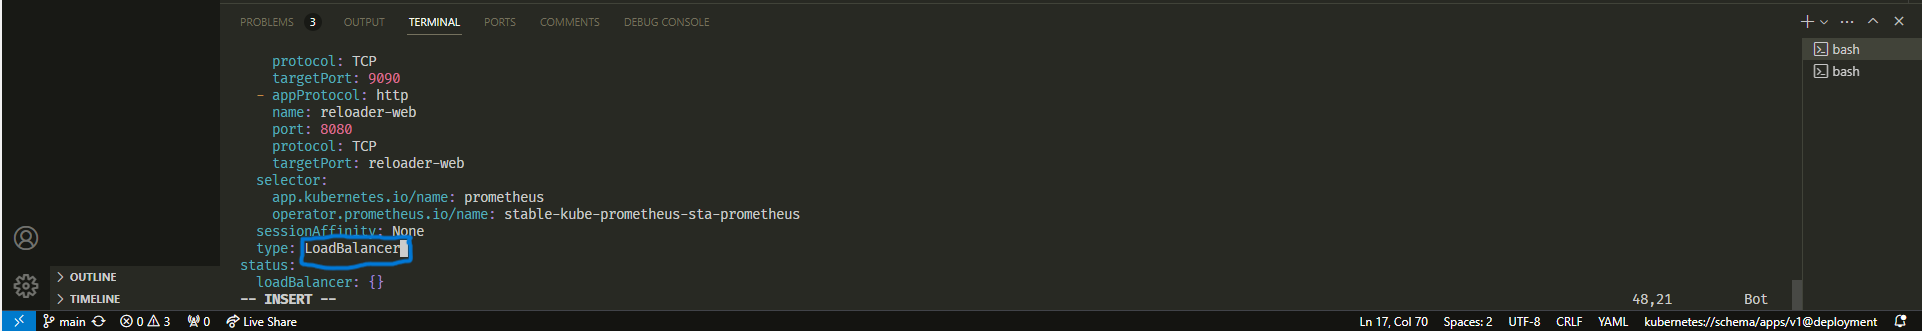 PROBLEMS 3 OUTPUT TERMINAL PORTS COMMENTS DEBUG CONSOLE
protocol: TCP
targetPort: 9090
- appProtocol: http
name: reloader-web
port: 8080
protocol: TCP
targetPort: reloader-web
selector:
app.kubernetes.io/name: prometheus
operator.prometheus.io/name: stable-kube-prometheus-sta-prometheus
sessionAffinity: None
type: LoadBalancer
status:
loadBalancer: {}
-- INSERT -- 48,21 Bot
bash
bash
OUTLINE
TIMELINE
main 0 3 0 Live Share Ln 17, Col 70 Spaces: 2 UTF-8 CRLF YAML kubernetes://schema/apps/v1@deployment